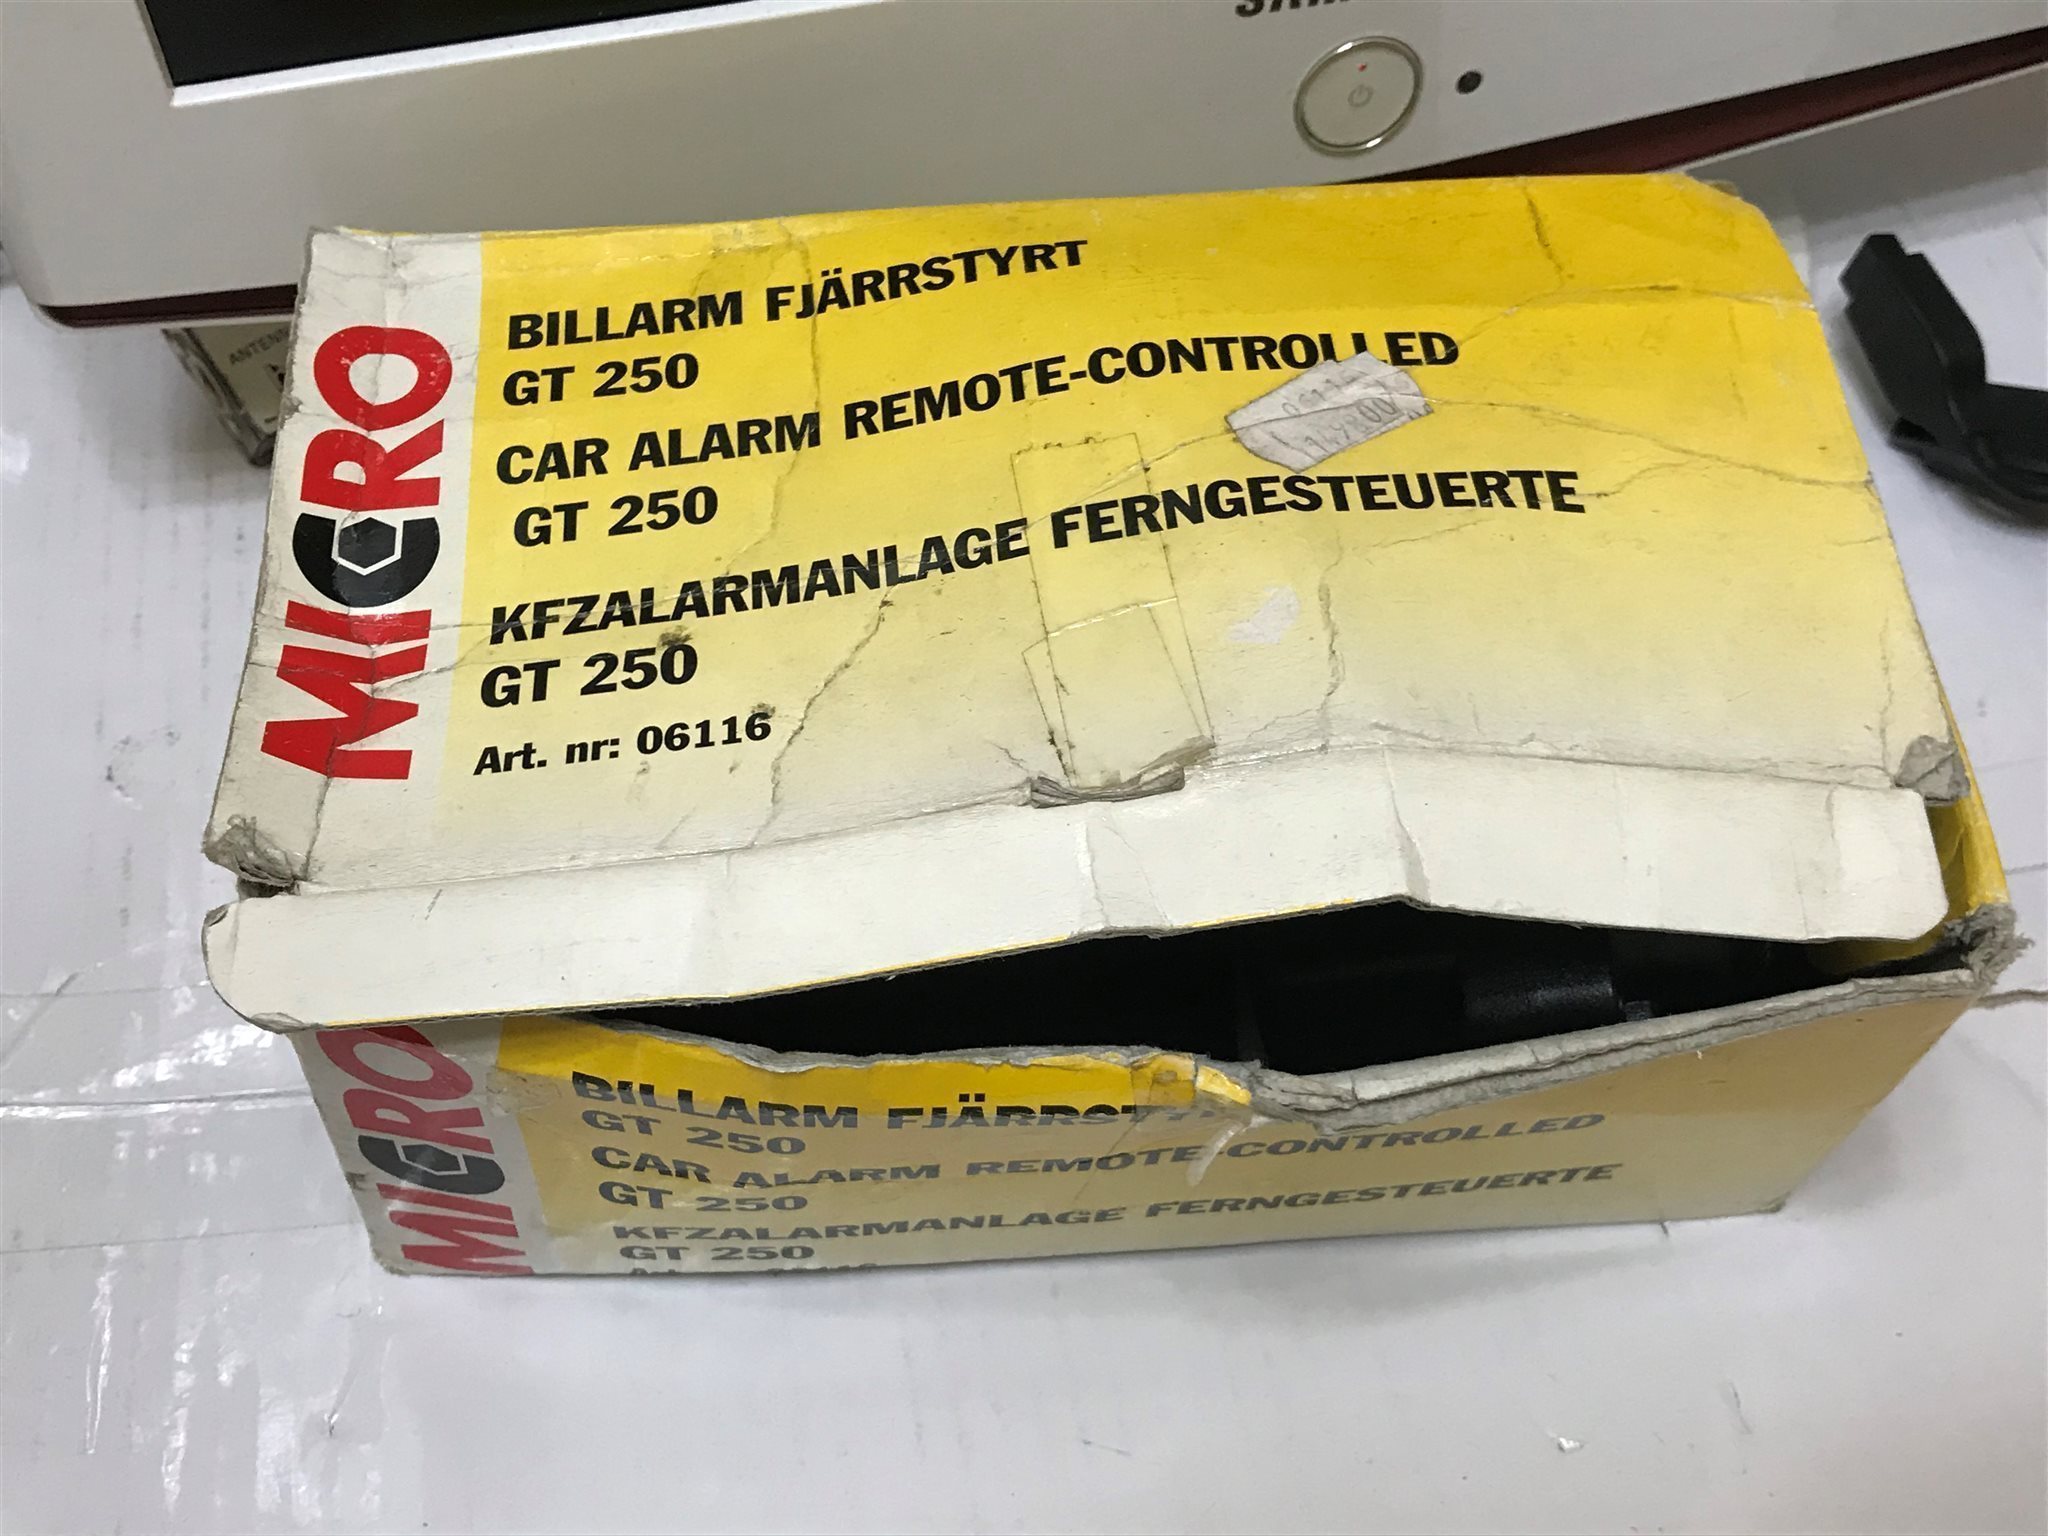 MICRO
BILLARM FJÄRRSTYRT
GT 250
CAR ALARM REMOTE-CONTROLLED
GT 250
KFZALARMANLAGE FERNGESTEUERTE
GT 250
Art. nr: 06116
MICRO
BILLARM FJÄRRSTY
GT 250
CAR ALARM REMOTE-CONTROLLED
GT 250
KFZALARMANLAGE FERNGESTEUERTE
GT 250